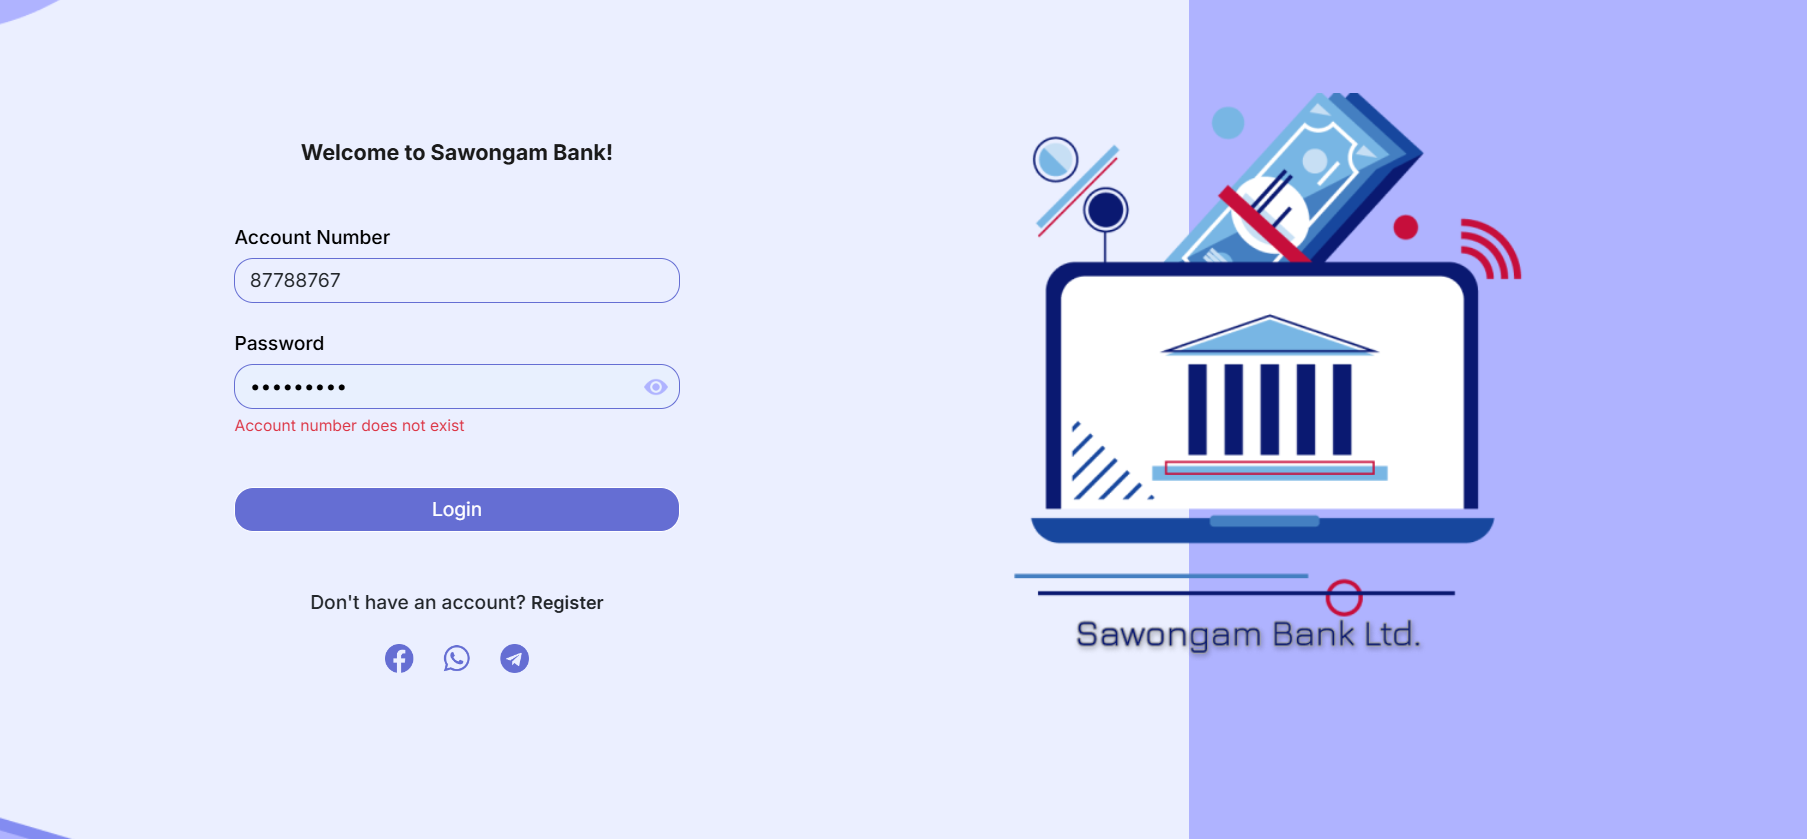 Welcome to Sawongam Bank!
Account Number
87788767
Password
•••••••••
Account number does not exist
Login
Don't have an account? Register
Sawongam Bank Ltd.